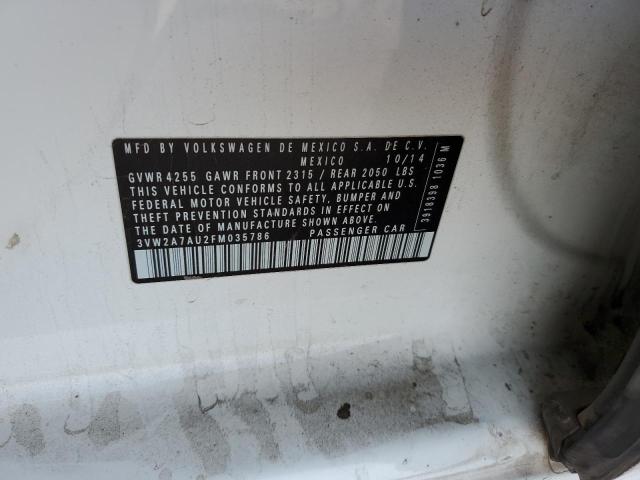 MFD BY VOLKSWAGEN DE MEXICO S.A. DE C.V.
MEXICO 10/14
GVWR 4255 GAWR FRONT 2315 / REAR 2050 LBS
THIS VEHICLE CONFORMS TO ALL APPLICABLE U.S.
FEDERAL MOTOR VEHICLE SAFETY, BUMPER AND
THEFT PREVENTION STANDARDS IN EFFECT ON
THE DATE OF MANUFACTURE SHOWN ABOVE.
3VW2A7AU2FM035786 PASSENGER CAR
3918398 1036 M